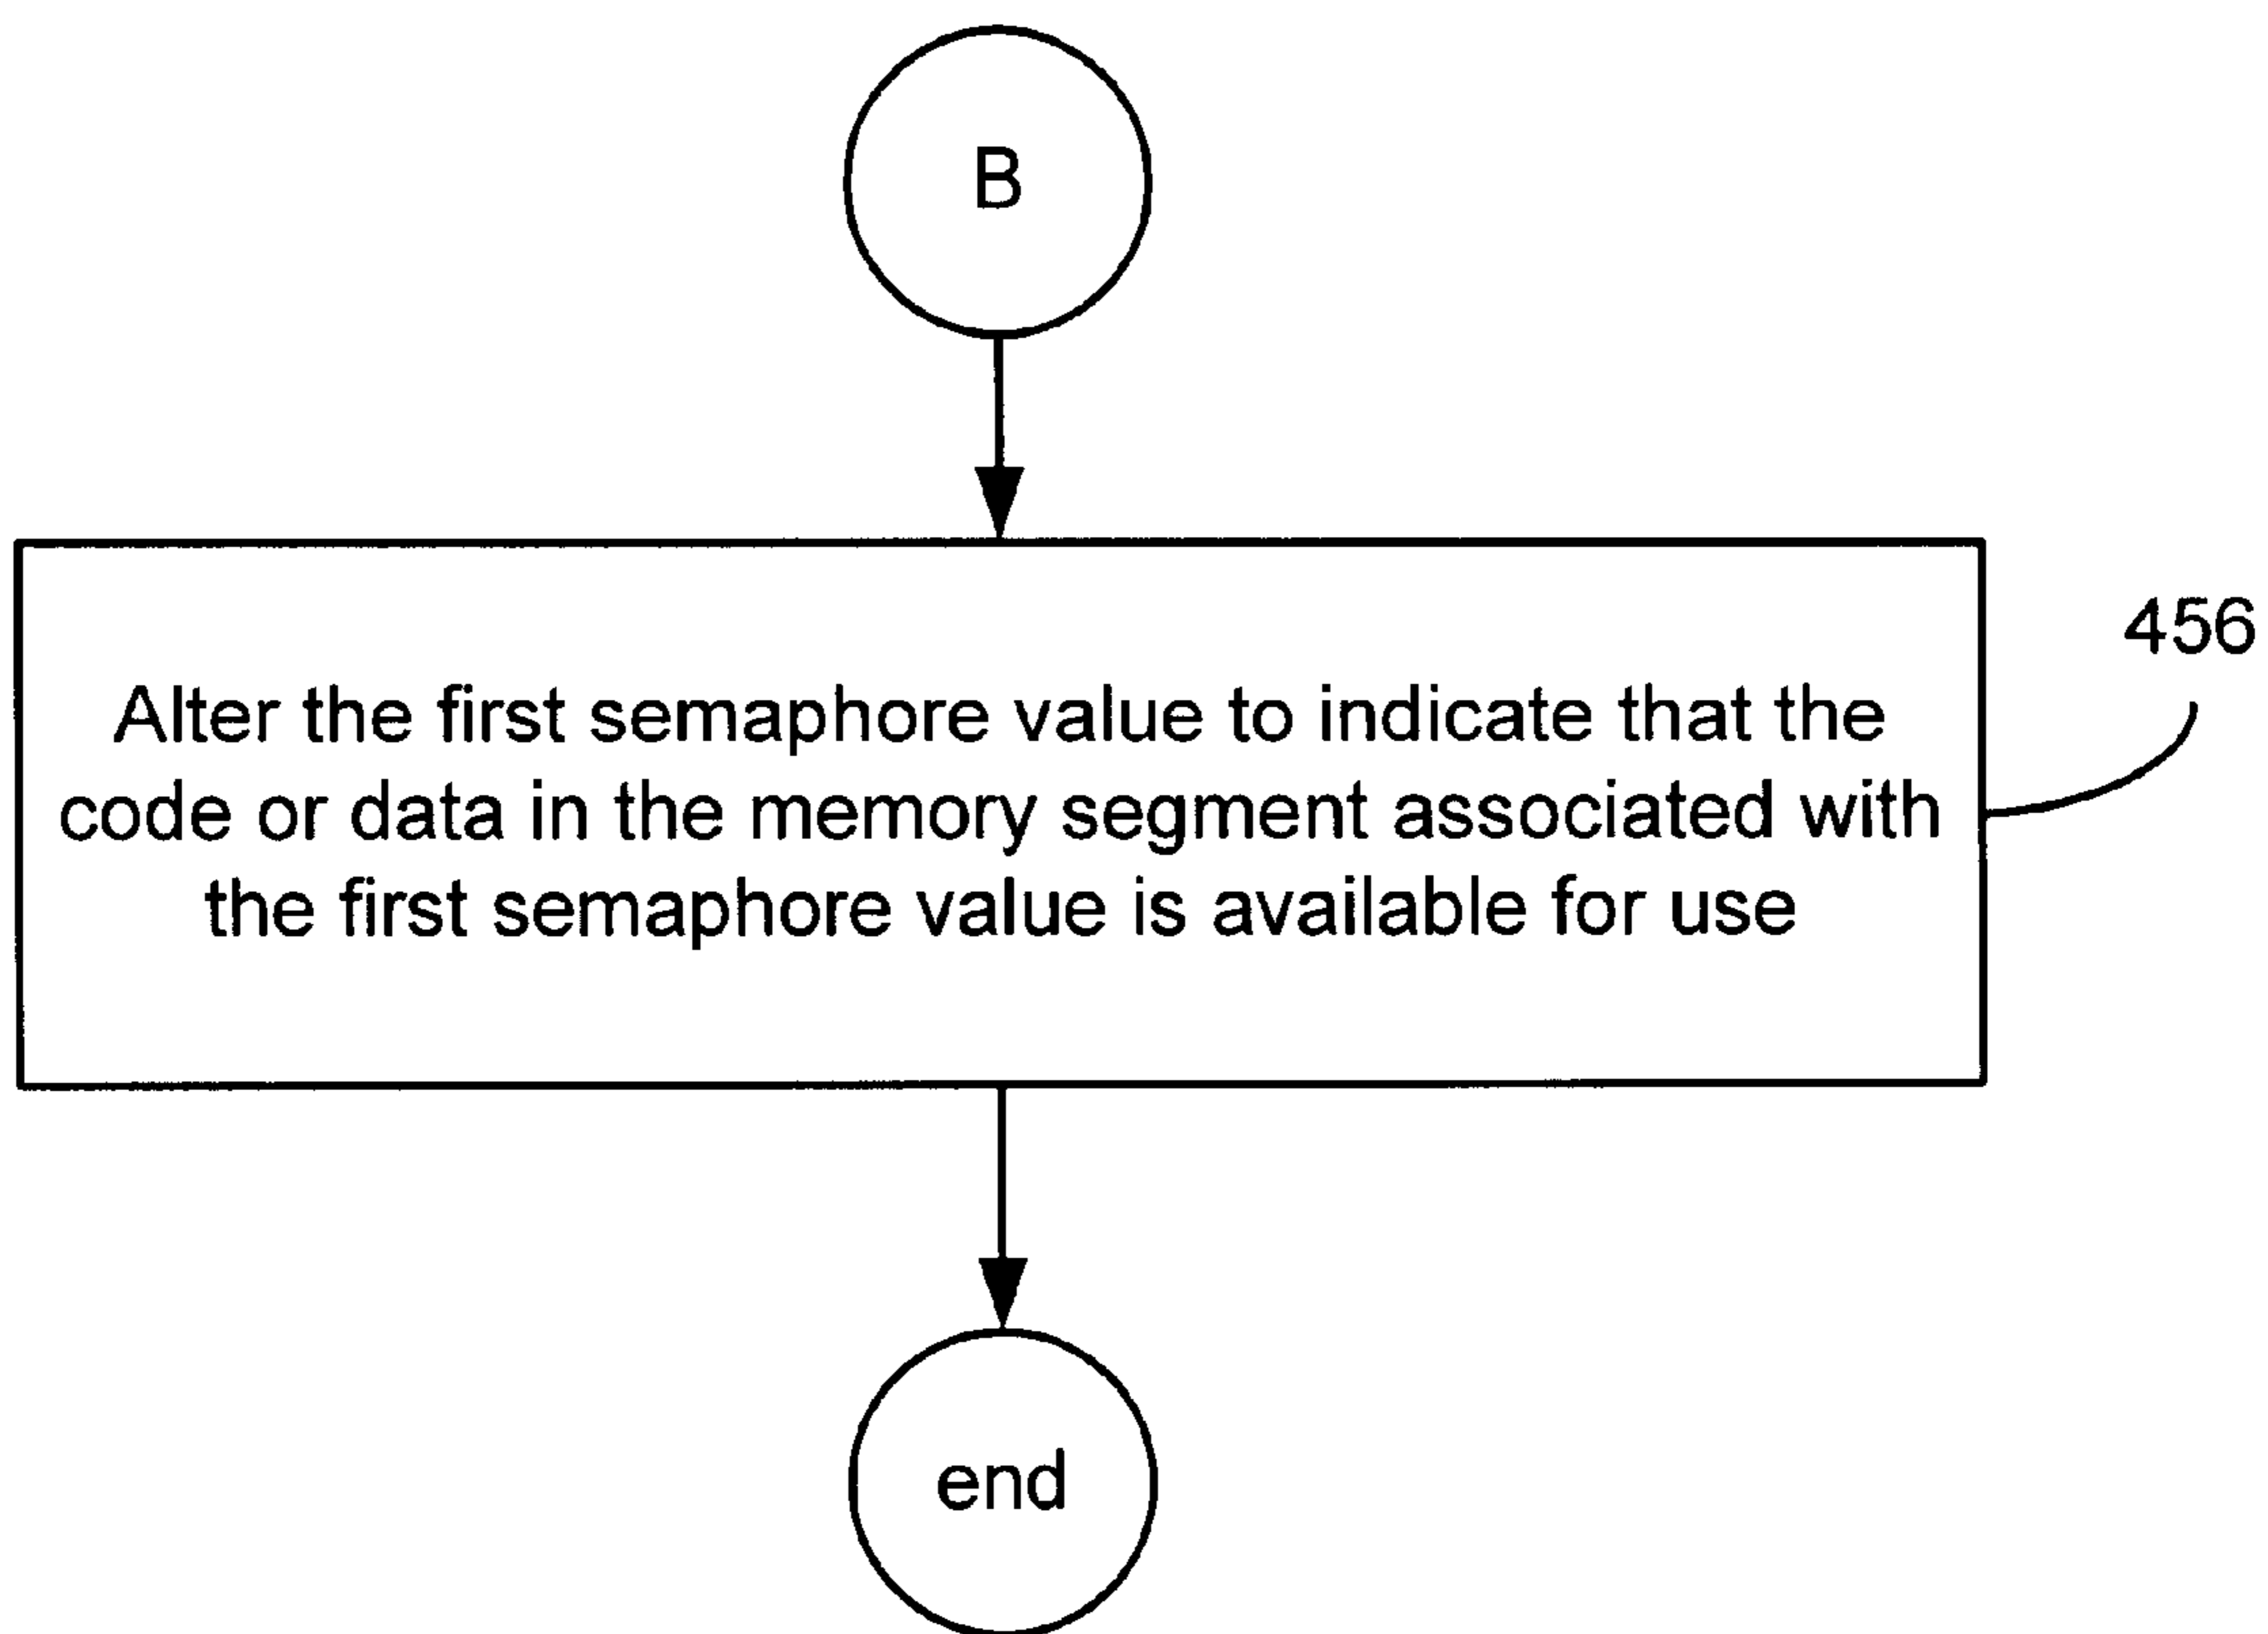 B
456
Alter the first semaphore value to indicate that the
code or data in the memory segment associated with
the first semaphore value is available for use
end